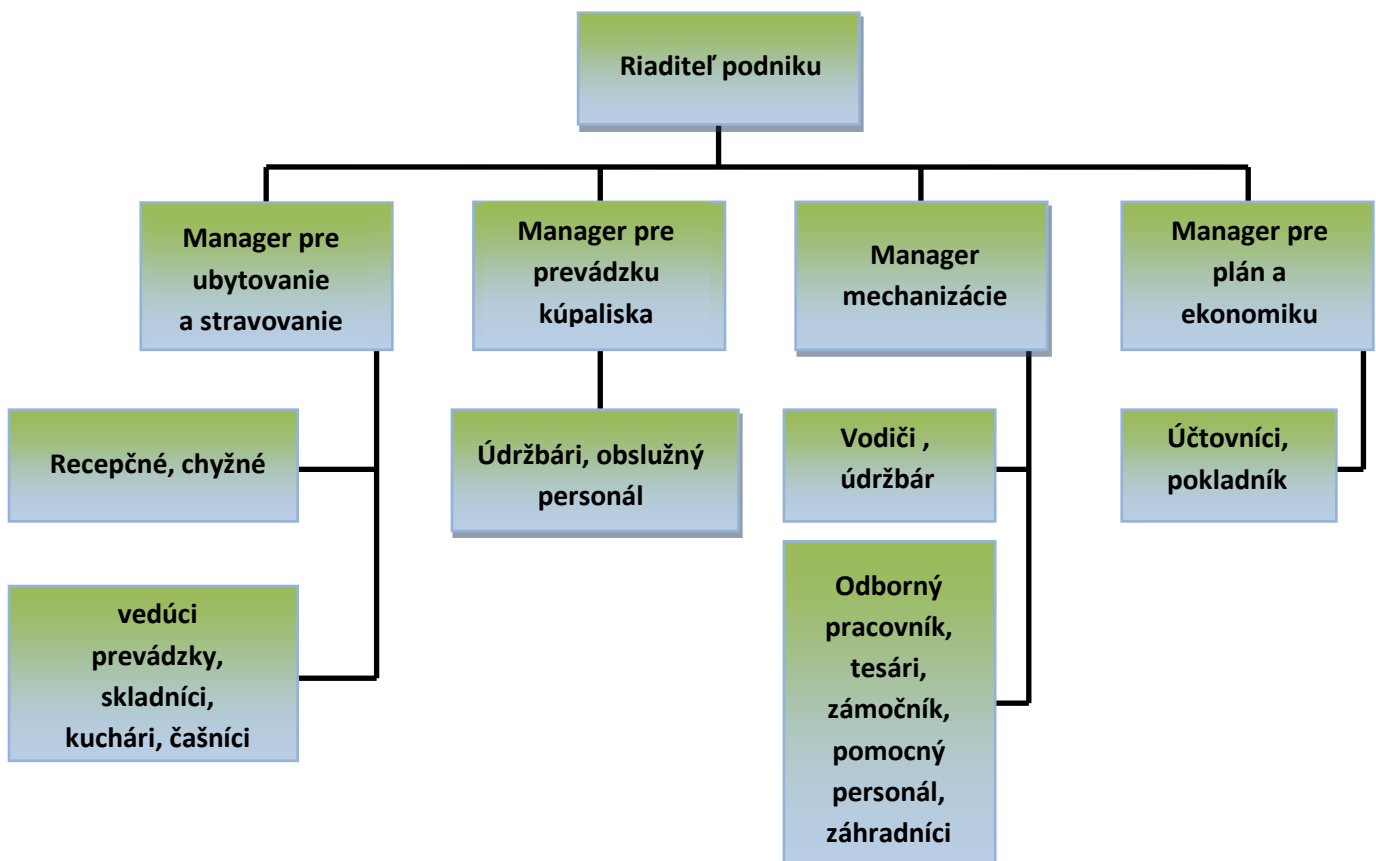 Riaditeľ podniku
Manager pre
ubytovanie
a stravovanie
Manager pre
prevádzku
kúpaliska
Manager
mechanizácie
Manager pre
plán a
ekonomiku
Recepčné, chyžné
Údržbári, obslužný
personál
Vodiči ,
údržbár
Účtovníci,
pokladník
vedúci
prevádzky,
skladníci,
kuchári, čašníci
Odborný
pracovník,
tesári,
zámočník,
pomocný
personál,
záhradníci